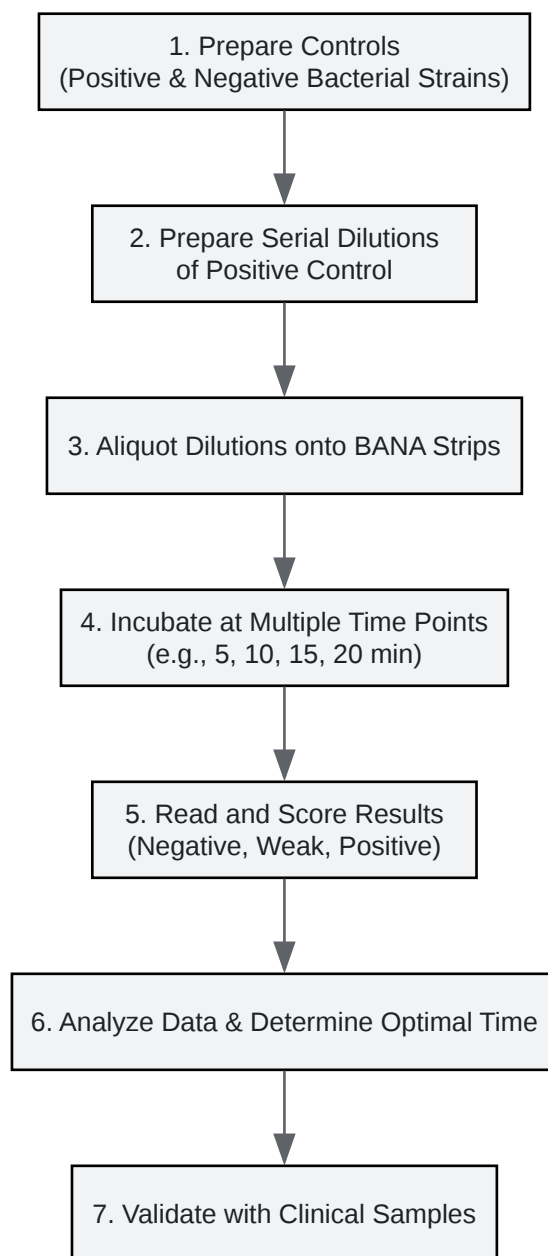 1. Prepare Controls
(Positive & Negative Bacterial Strains)
2. Prepare Serial Dilutions
of Positive Control
3. Aliquot Dilutions onto BANA Strips
4. Incubate at Multiple Time Points
(e.g., 5, 10, 15, 20 min)
5. Read and Score Results
(Negative, Weak, Positive)
6. Analyze Data & Determine Optimal Time
7. Validate with Clinical Samples